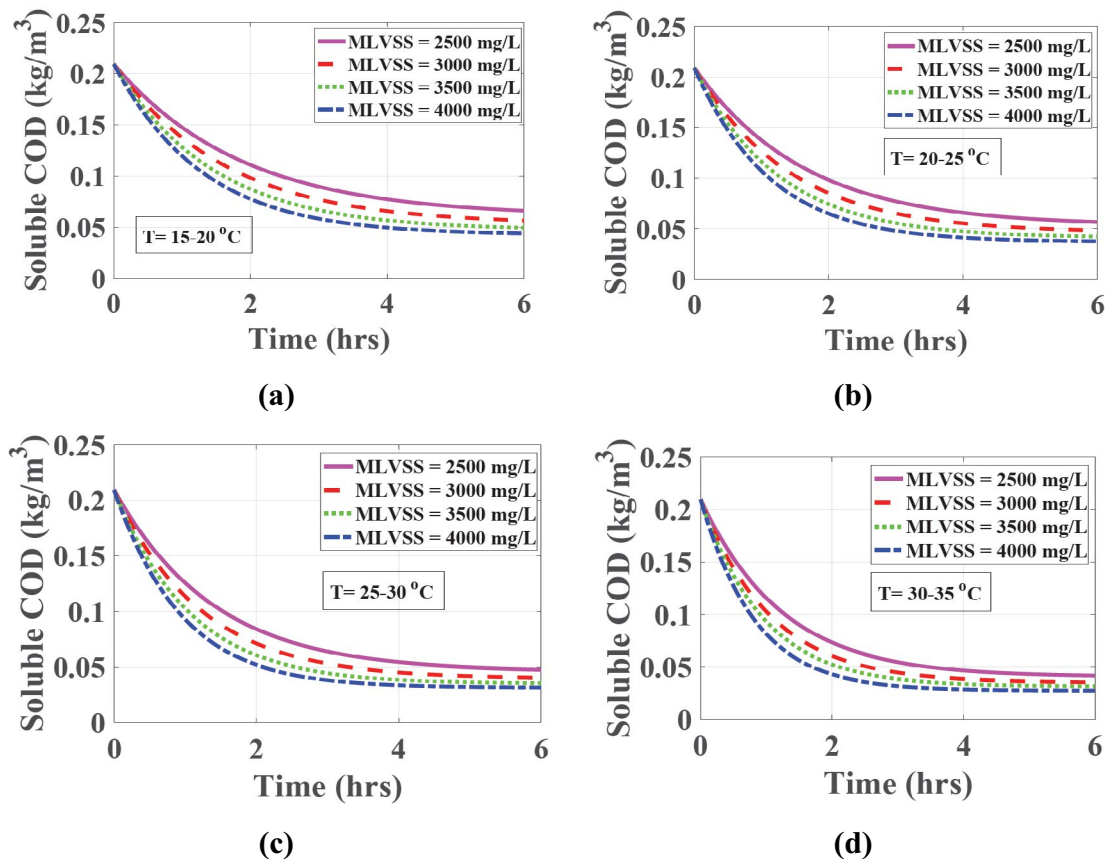 0.25
0.2
0.15
0.1
0.05
0
Soluble COD (kg/m³)
MLVSS = 2500 mg/L
MLVSS = 3000 mg/L
MLVSS = 3500 mg/L
MLVSS = 4000 mg/L
T= 15-20 °C
0 2 4 6
Time (hrs)
(a)
0.25
0.2
0.15
0.1
0.05
0
Soluble COD (kg/m³)
MLVSS = 2500 mg/L
MLVSS = 3000 mg/L
MLVSS = 3500 mg/L
MLVSS = 4000 mg/L
T= 20-25 °C
0 2 4 6
Time (hrs)
(b)
0.25
0.2
0.15
0.1
0.05
0
Soluble COD (kg/m³)
MLVSS = 2500 mg/L
MLVSS = 3000 mg/L
MLVSS = 3500 mg/L
MLVSS = 4000 mg/L
T= 25-30 °C
0 2 4 6
Time (hrs)
(c)
0.25
0.2
0.15
0.1
0.05
0
Soluble COD (kg/m³)
MLVSS = 2500 mg/L
MLVSS = 3000 mg/L
MLVSS = 3500 mg/L
MLVSS = 4000 mg/L
T= 30-35 °C
0 2 4 6
Time (hrs)
(d)